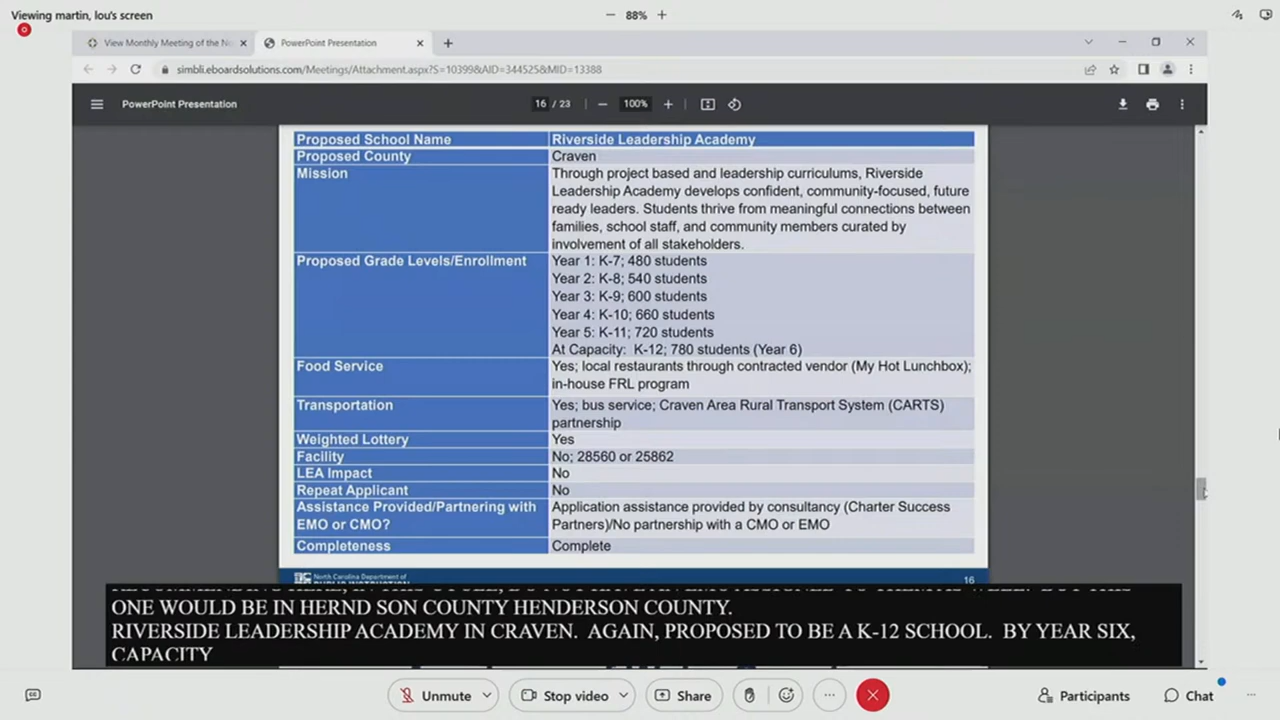 Viewing martin, lou's screen
88%
View Monthly Meeting of the No
PowerPoint Presentation
simbli.eboardsolutions.com/Meetings/Attachment.aspx?S=10399&AID=344525&MID=13388
PowerPoint Presentation
16 / 23
100%
Proposed School Name Riverside Leadership Academy
Proposed County Craven
Mission Through project based and leadership curriculums, Riverside
Leadership Academy develops confident, community-focused, future
ready leaders. Students thrive from meaningful connections between
families, school staff, and community members curated by
involvement of all stakeholders.
Proposed Grade Levels/Enrollment Year 1: K-7; 480 students
Year 2: K-8; 540 students
Year 3: K-9; 600 students
Year 4: K-10; 660 students
Year 5: K-11; 720 students
At Capacity: K-12; 780 students (Year 6)
Food Service Yes; local restaurants through contracted vendor (My Hot Lunchbox);
in-house FRL program
Transportation Yes; bus service; Craven Area Rural Transport System (CARTS)
partnership
Weighted Lottery Yes
Facility No; 28560 or 25862
LEA Impact No
Repeat Applicant No
Assistance Provided/Partnering with Application assistance provided by consultancy (Charter Success
EMO or CMO? Partners)/No partnership with a CMO or EMO
Completeness Complete
North Carolina Department of
16
ONE WOULD BE IN HERND SON COUNTY HENDERSON COUNTY.
RIVERSIDE LEADERSHIP ACADEMY IN CRAVEN. AGAIN, PROPOSED TO BE A K-12 SCHOOL. BY YEAR SIX,
CAPACITY
Unmute
Stop video
Share
Participants
Chat